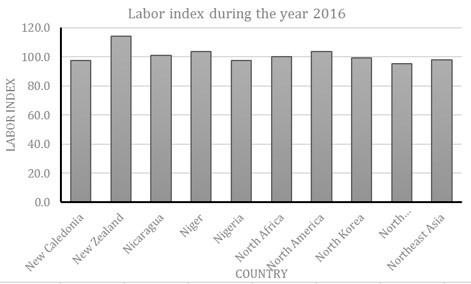 Labor index during the year 2016
120.0
100.0
80.0
60.0
40.0
20.0
0.0
LABOR INDEX
New Caledonia
New Zealand
Nicaragua
Niger
Nigeria
North Africa
North America
North Korea
North...
Northeast Asia
COUNTRY